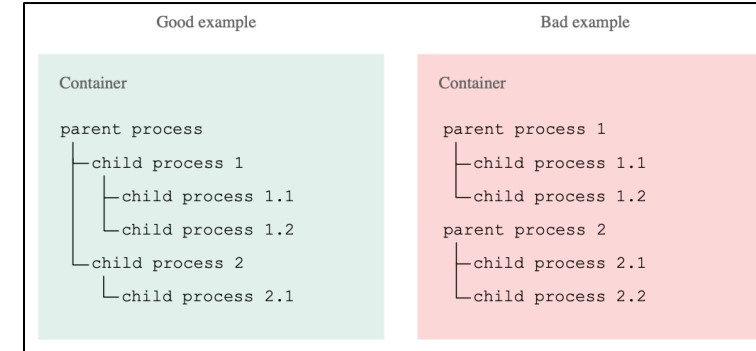 Good example
Container
parent process
child process 1
child process 1.1
child process 1.2
child process 2
child process 2.1
Bad example
Container
parent process 1
child process 1.1
child process 1.2
parent process 2
child process 2.1
child process 2.2